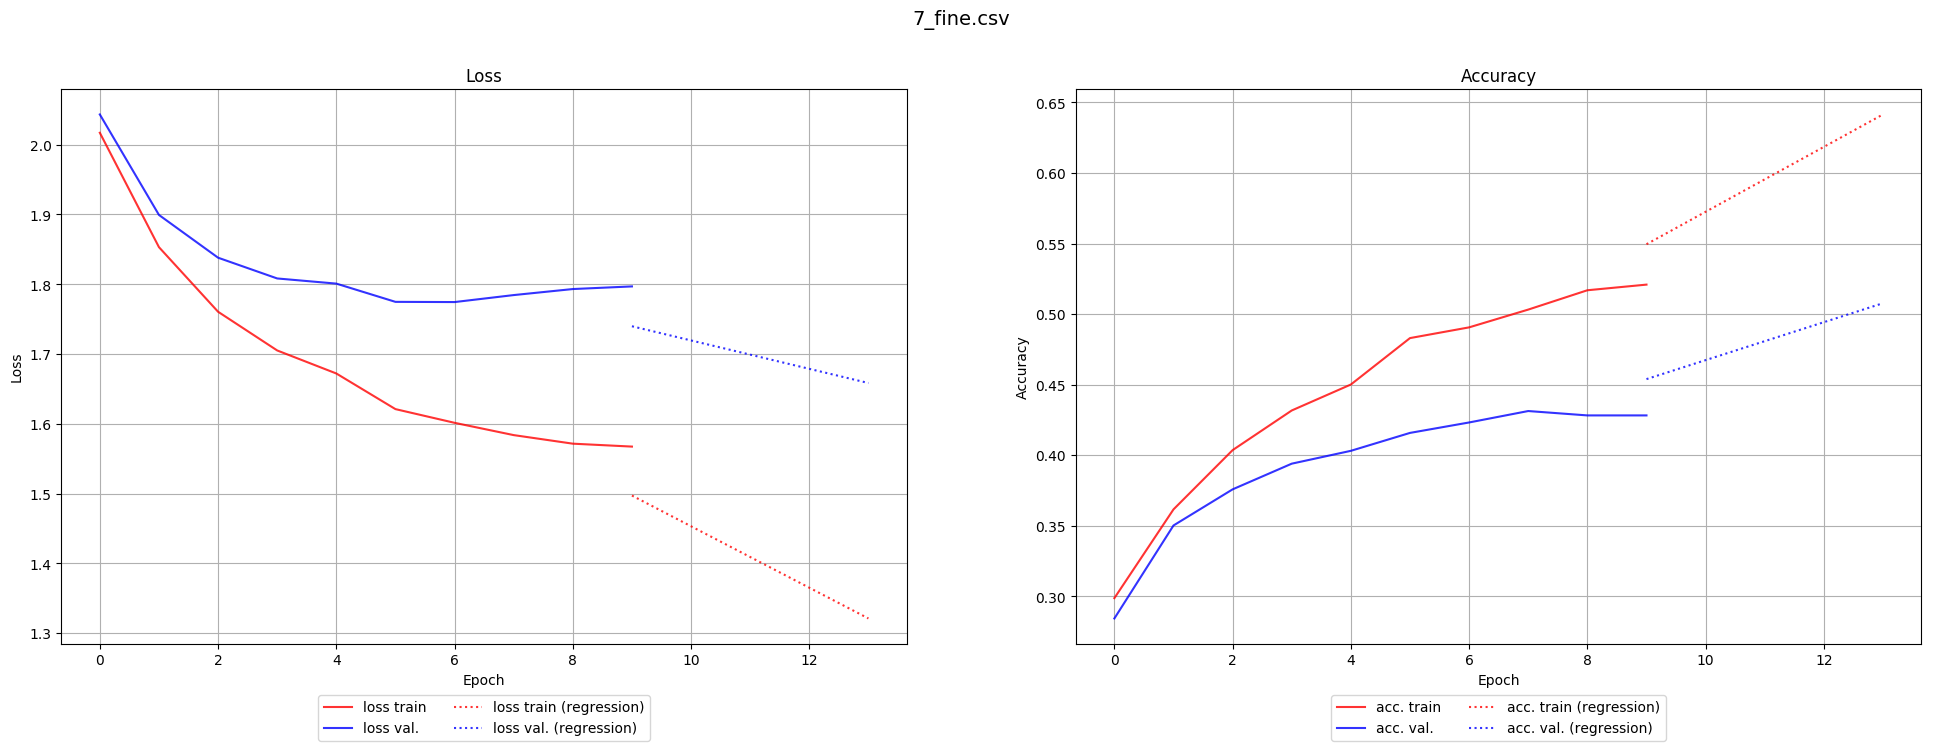 7_fine.csv
Loss
Loss
2.0
1.9
1.8
1.7
1.6
1.5
1.4
1.3
0 2 4 6 8 10 12
Epoch
loss train loss train (regression)
loss val. loss val. (regression)
Accuracy
Accuracy
0.65
0.60
0.55
0.50
0.45
0.40
0.35
0.30
0 2 4 6 8 10 12
Epoch
acc. train acc. train (regression)
acc. val. acc. val. (regression)